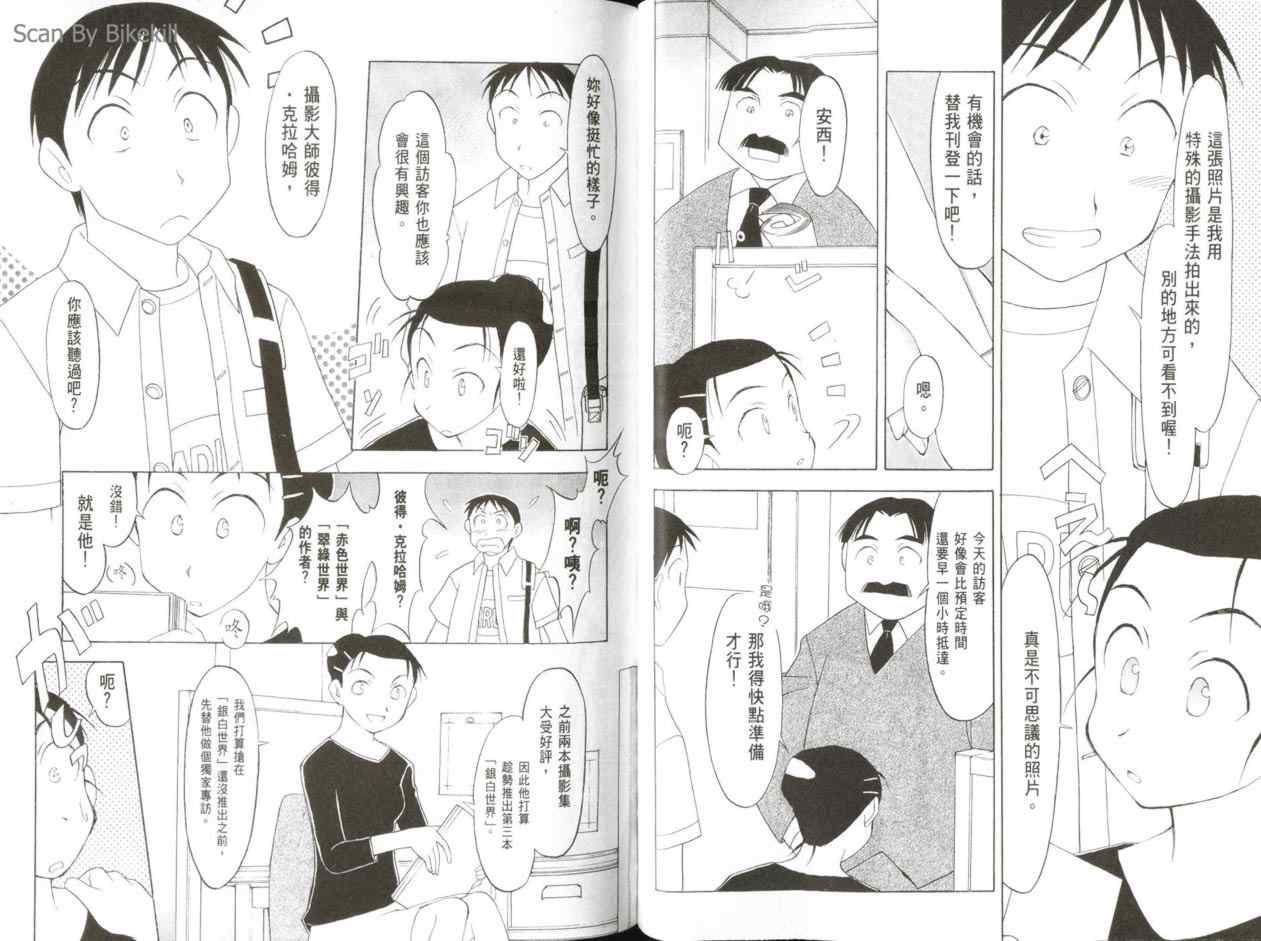 Scan By Bikekill
這張照片是我用
特殊的攝影手法拍出來的,
別的地方可看不到喔!
真是不可思議的照片。
有機會的話,
替我刊登一下吧!
嗯。
安西!
呃?
今天的訪客
好像會比預定時間
還要早一個小時抵達。
是嗎?
那我得快點準備
才行!
妳好像挺忙的樣子。
還好啦!
這個訪客你也應該
會很有興趣。
攝影大師彼得
·克拉哈姆,
你應該聽過吧?
呃?
啊?咦?
彼得·克拉哈姆?
「赤色世界」與
「翠綠世界」
的作者?
沒錯!
就是他!
(咚)
咚
之前兩本攝影集
大受好評,
因此他打算
趁勢推出第三本
「銀白世界」。
我們打算搶在
「銀白世界」還沒推出之前,
先替他做個獨家專訪。
呃?